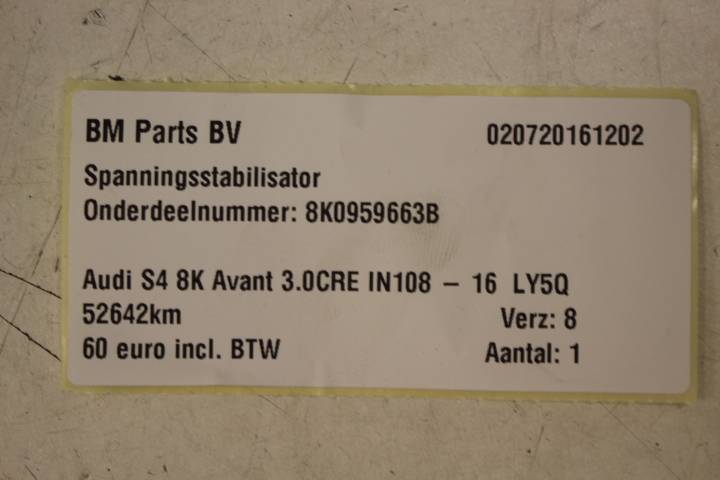 BM Parts BV 020720161202
Spanningsstabilisator
Onderdeelnummer: 8K0959663B
Audi S4 8K Avant 3.0CRE IN108 – 16 LY5Q
52642km Verz: 8
60 euro incl. BTW Aantal: 1